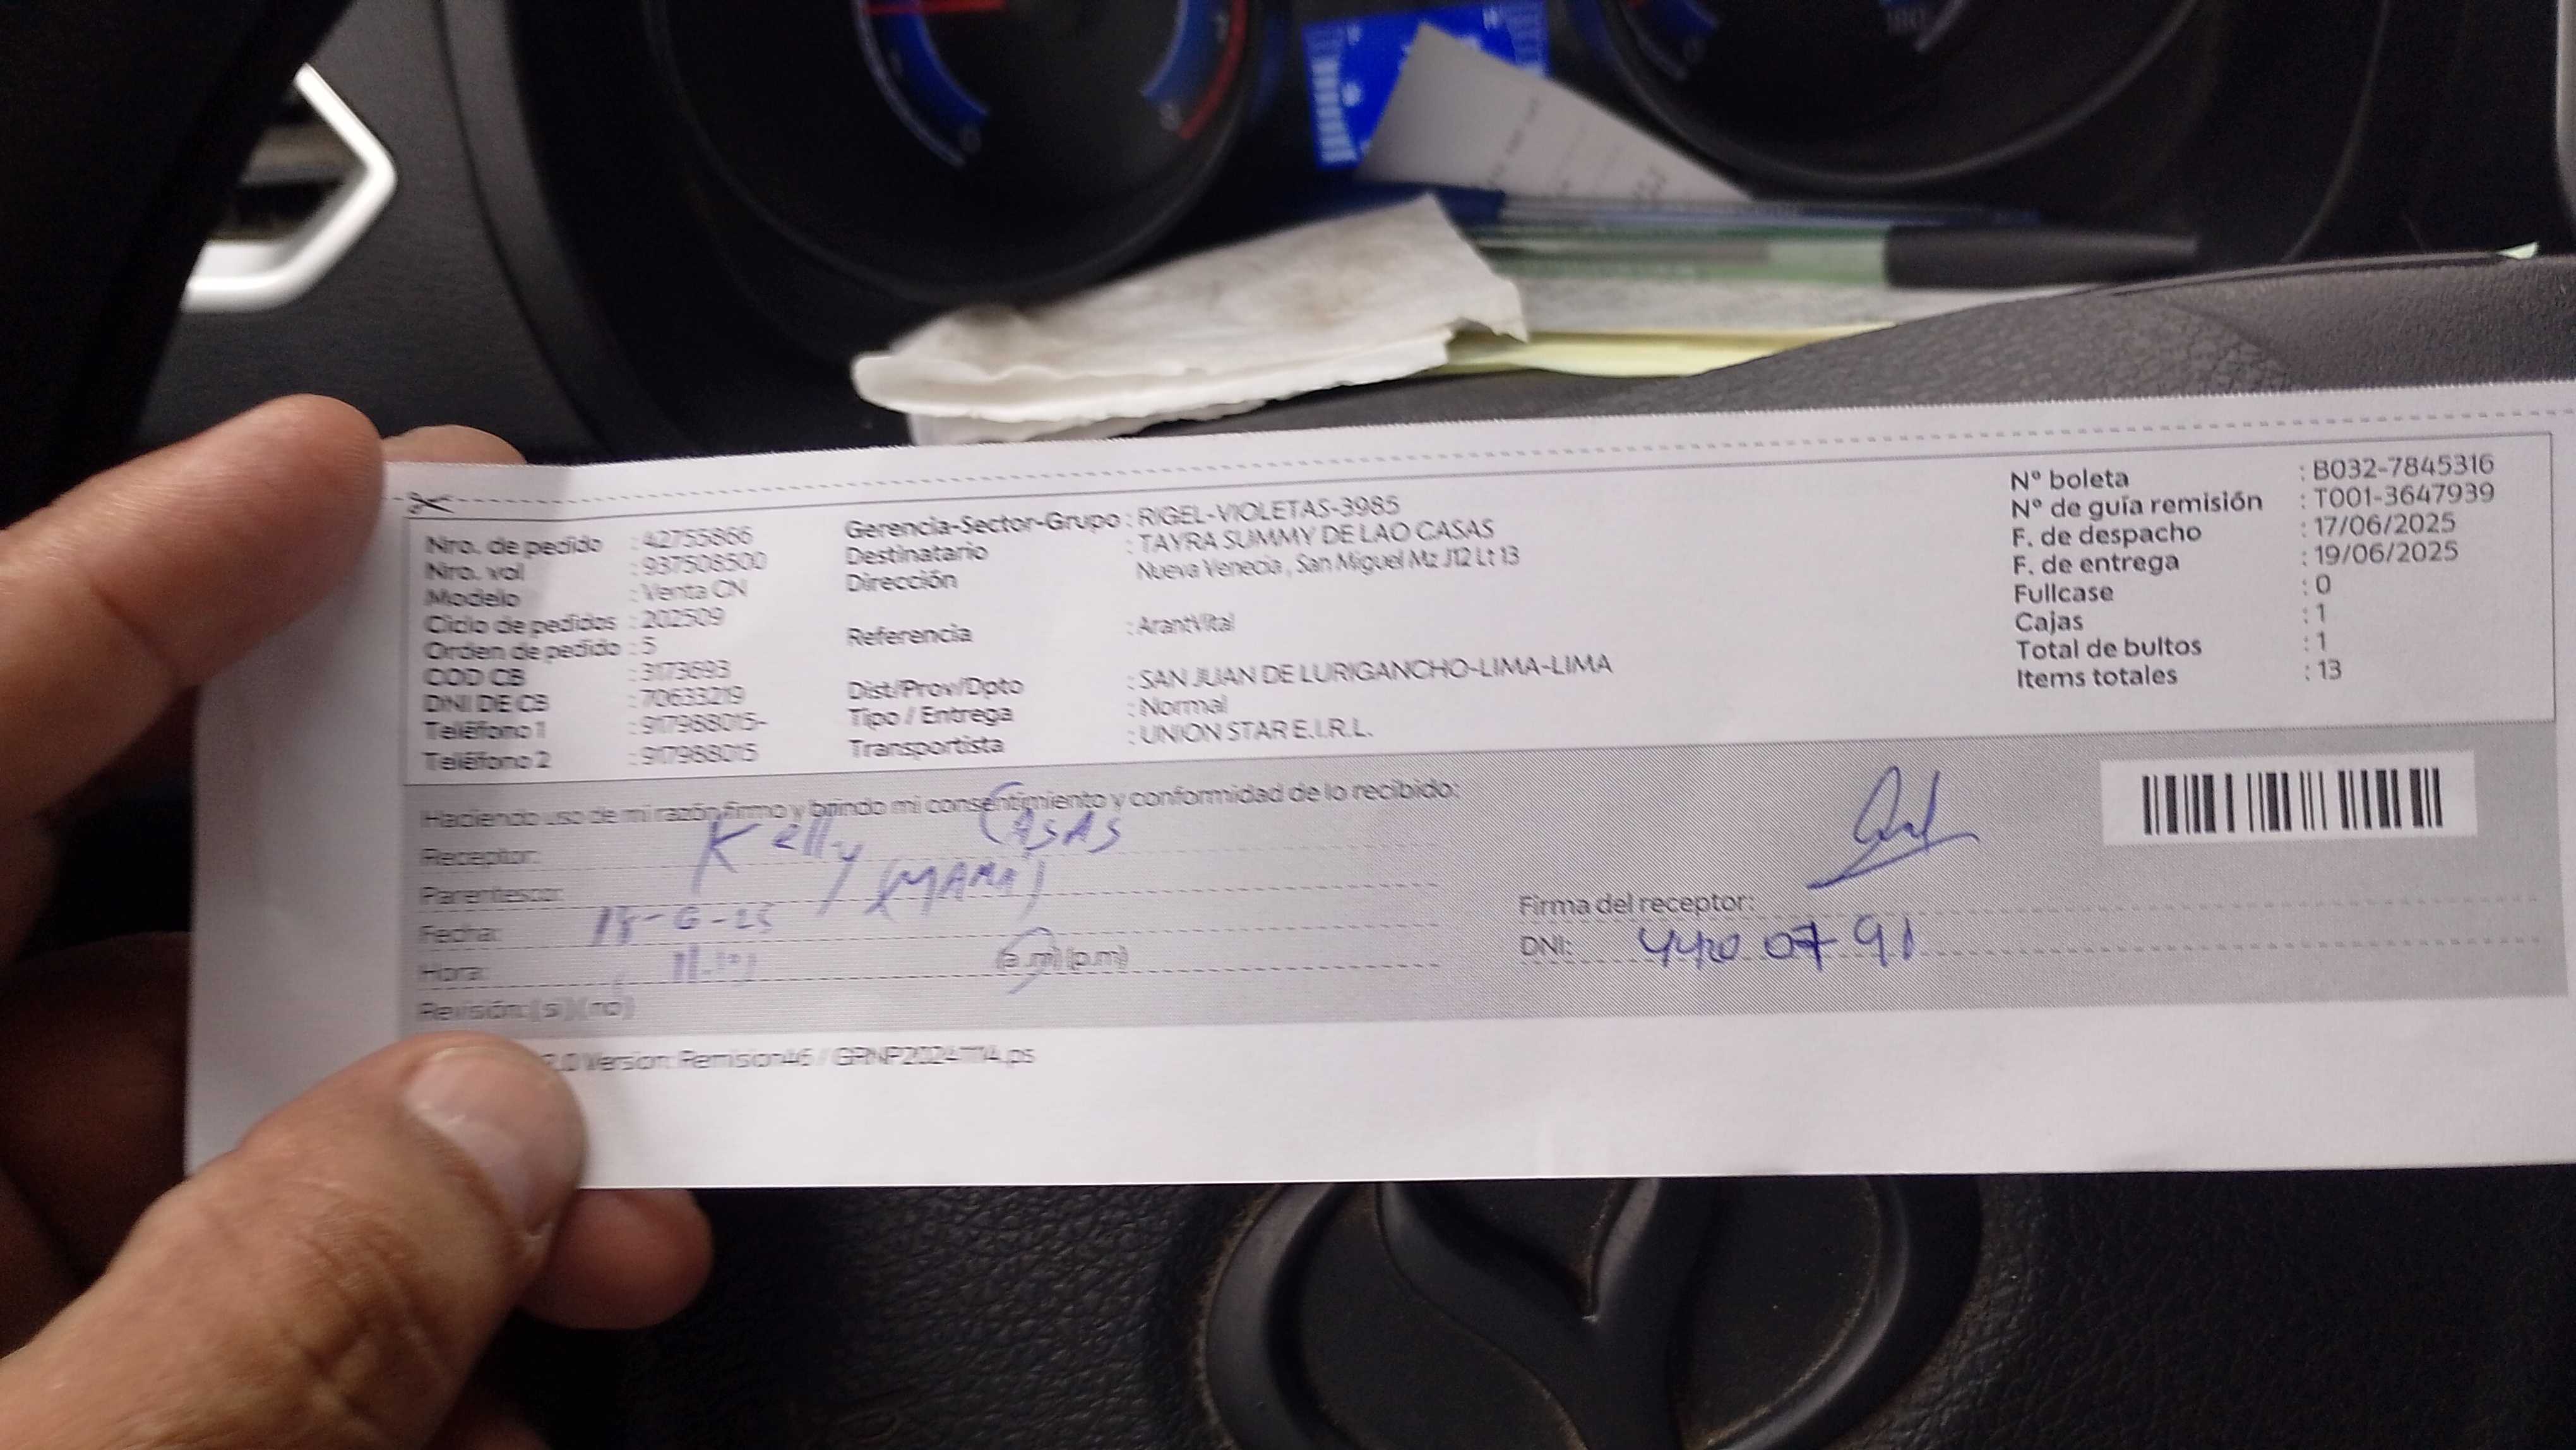 Nro. de pedido : 42755866
Nro. vol : 937508500
Modelo : Venta CN
Ciclo de pedidos : 202509
Orden de pedido : 5
COD CB : 3173693
DNI DE CB : 70633219
Teléfono 1 : 917988015-
Teléfono 2 : 917988015
Gerencia-Sector-Grupo : RIGEL-VIOLETAS-3985
Destinatario : TAYRA SUMMY DE LAO CASAS
Dirección Nueva Venecia , San Miguel Mz J12 Lt 13
Referencia : ArantVital
Dist/Prov/Dpto : SAN JUAN DE LURIGANCHO-LIMA-LIMA
Tipo / Entrega : Normal
Transportista : UNION STAR E.I.R.L.
N° boleta : B032-7845316
N° de guía remisión : T001-3647939
F. de despacho : 17/06/2025
F. de entrega : 19/06/2025
Fullcase : 0
Cajas : 1
Total de bultos : 1
Items totales : 13
Haciendo uso de mi razón firmo y brindo mi consentimiento y conformidad de lo recibido:
Receptor: Kelly CASAS
Parentesco: (MAMA)
Fecha: 18-6-25
Hora: (a.m) (p.m)
Revisión: (si) (no)
Firma del receptor:
DNI: 44200791
2.0 Version: Remision46 / GRNP20241114.ps
180